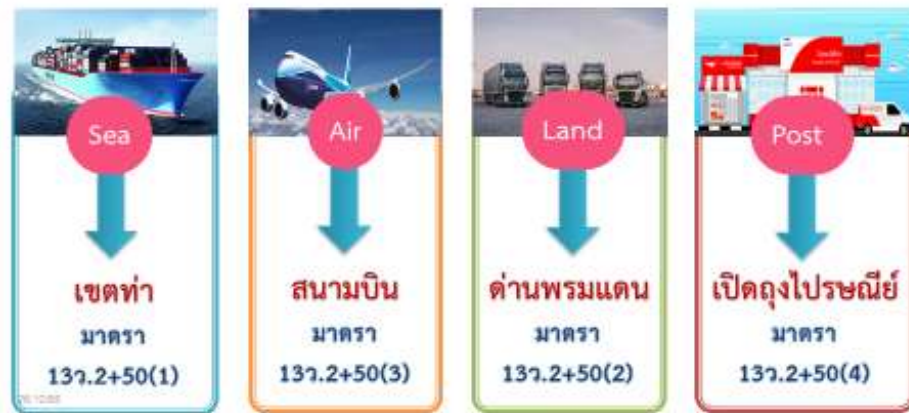 Sea
เขตท่า
มาตรา
13ว.2+50(1)
Air
สนามบิน
มาตรา
13ว.2+50(3)
Land
ด่านพรมแดน
มาตรา
13ว.2+50(2)
Post
เปิดถุงไปรษณีย์
มาตรา
13ว.2+50(4)